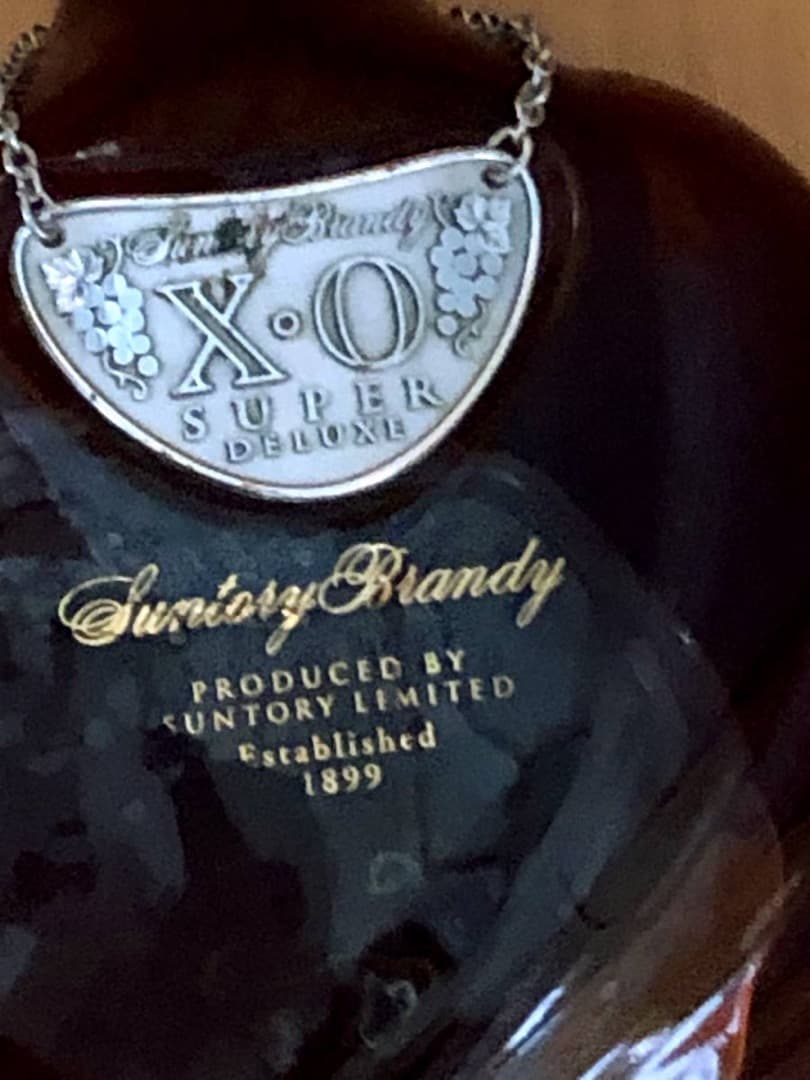 Suntory Brandy
X·O
SUPER
DELUXE
Suntory Brandy
PRODUCED BY
SUNTORY LIMITED
Established
1899